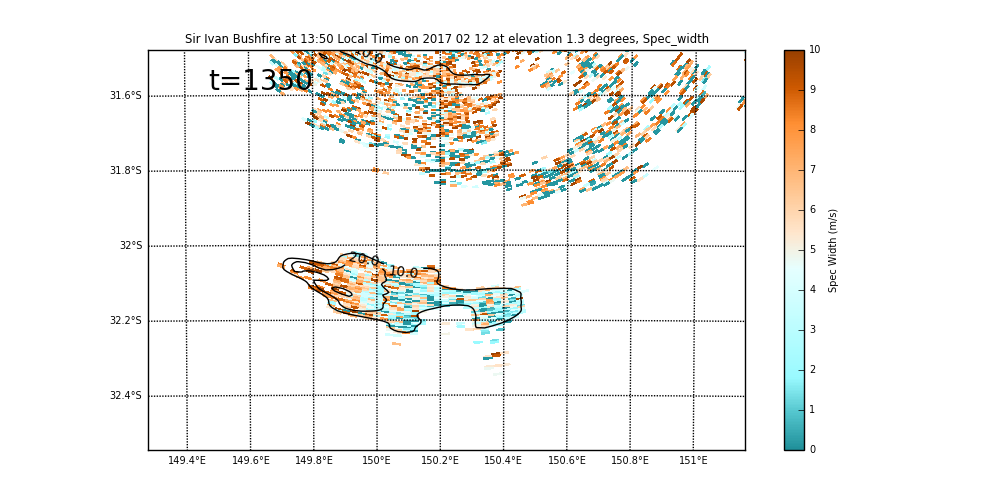 Sir Ivan Bushfire at 13:50 Local Time on 2017 02 12 at elevation 1.3 degrees, Spec_width
t=1350
31.6°S
31.8°S
32°S
32.2°S
32.4°S
20.0
10.0
149.4°E 149.6°E 149.8°E 150°E 150.2°E 150.4°E 150.6°E 150.8°E 151°E
10
9
8
7
6
5
4
3
2
1
0
Spec Width (m/s)